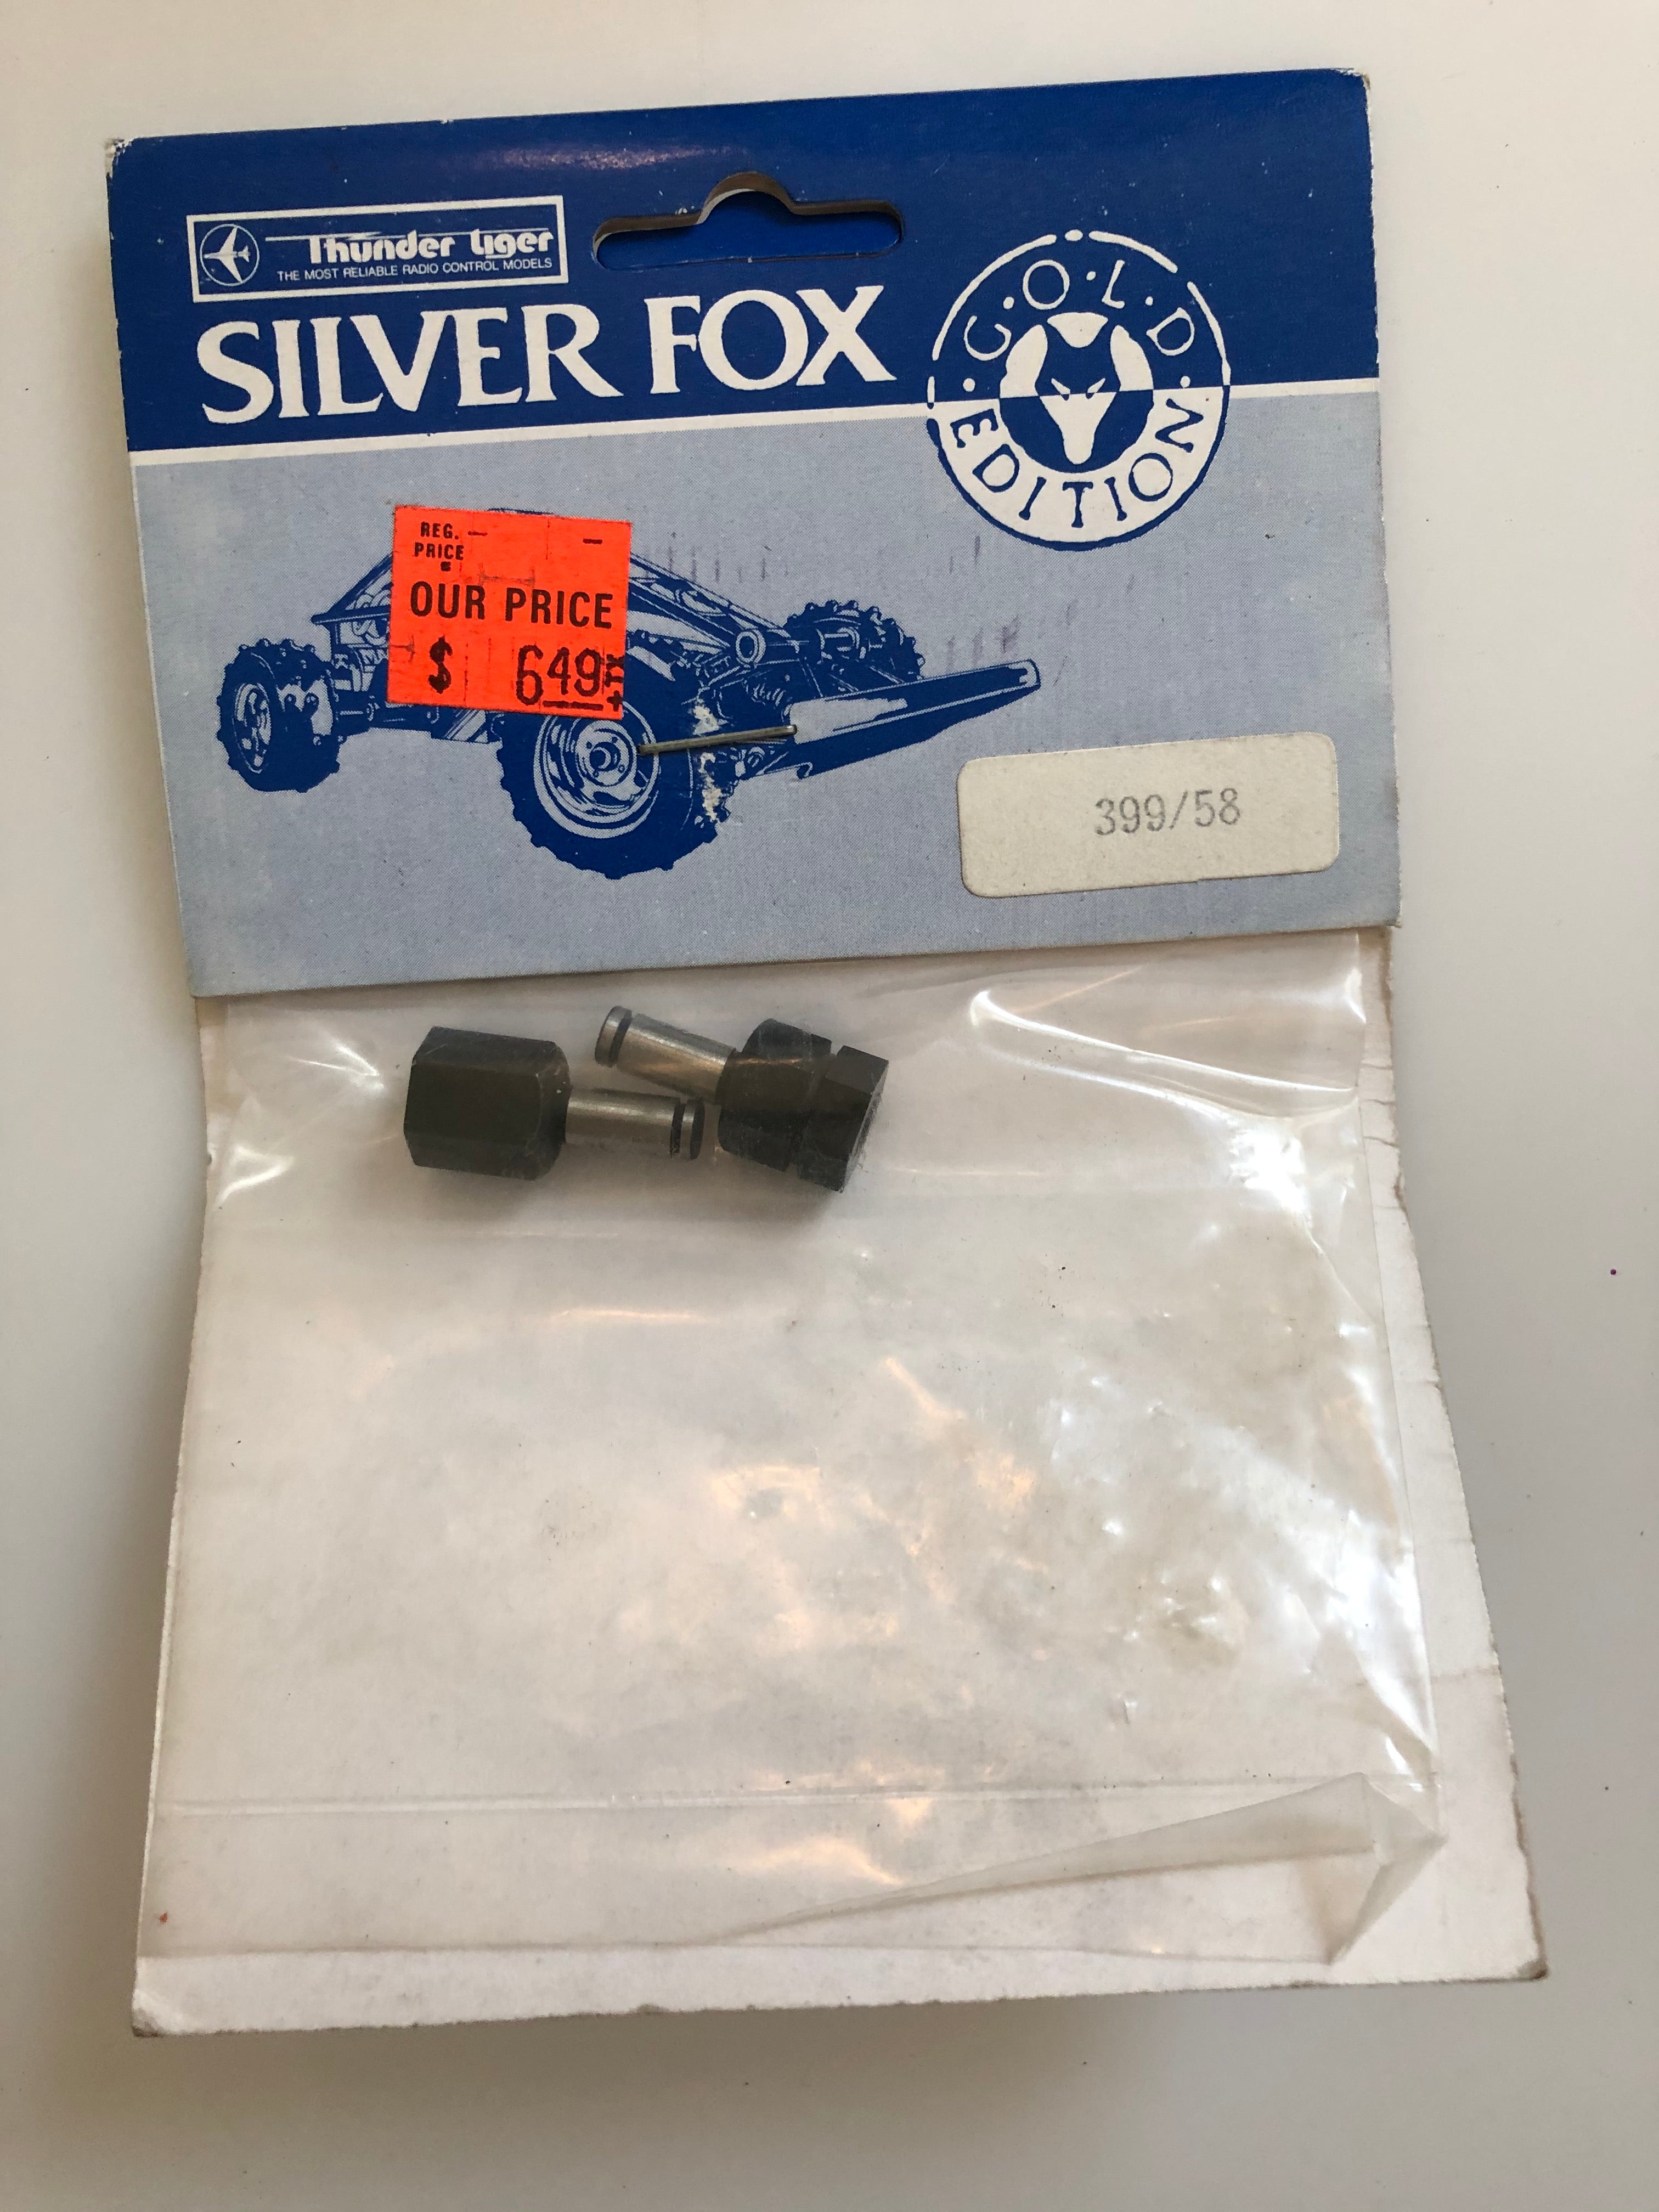 Thunder tiger
THE MOST RELIABLE RADIO CONTROL MODELS
SILVER FOX
G·O·L·D
EDITION
REG.
PRICE
OUR PRICE
$ 649
399/58